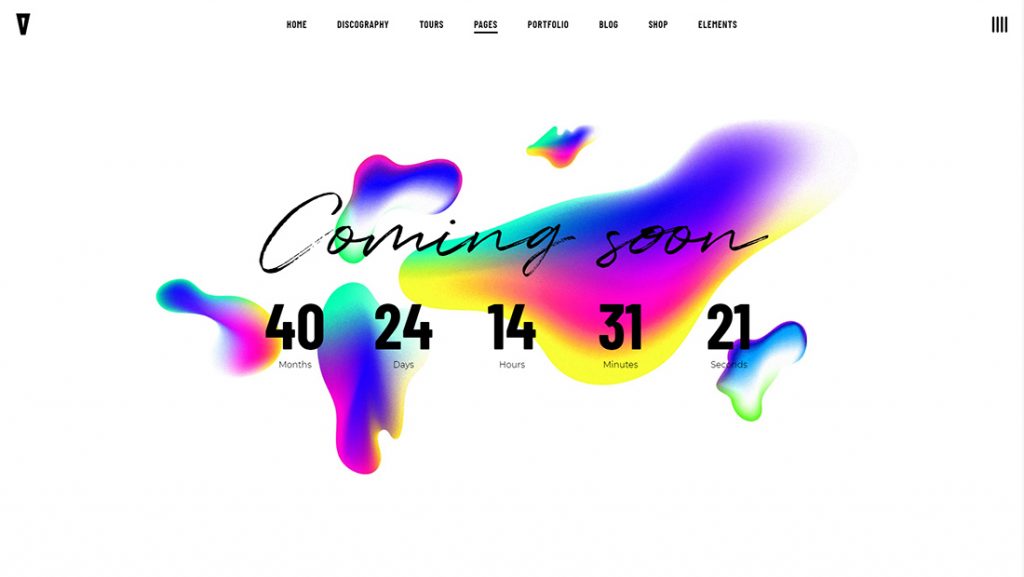 HOME DISCOGRAPHY TOURS PAGES PORTFOLIO BLOG SHOP ELEMENTS
Coming soon
40 24 14 31 21
Months Days Hours Minutes Seconds